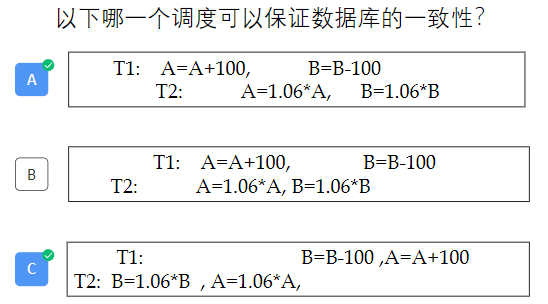 以下哪一个调度可以保证数据库的一致性?
A
T1: A=A+100, B=B-100
T2: A=1.06*A, B=1.06*B
B
T1: A=A+100, B=B-100
T2: A=1.06*A, B=1.06*B
C
T1: B=B-100 ,A=A+100
T2: B=1.06*B , A=1.06*A,